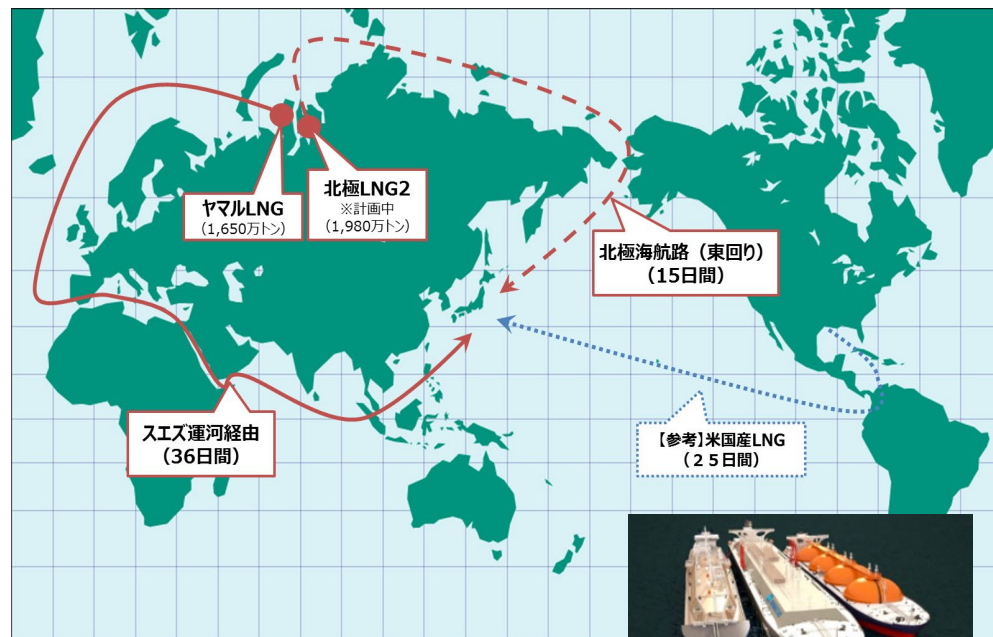 ヤマルLNG
（1,650万トン）
北極LNG2
※計画中
（1,980万トン）
北極海航路（東回り）
（15日間）
スエズ運河経由
（36日間）
【参考】米国産LNG
（２５日間）